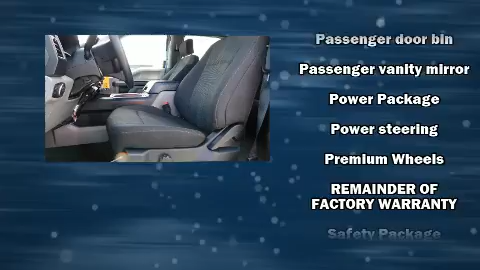 Passenger door bin
Passenger vanity mirror
Power Package
Power steering
Premium Wheels
REMAINDER OF
FACTORY WARRANTY
Safety Package